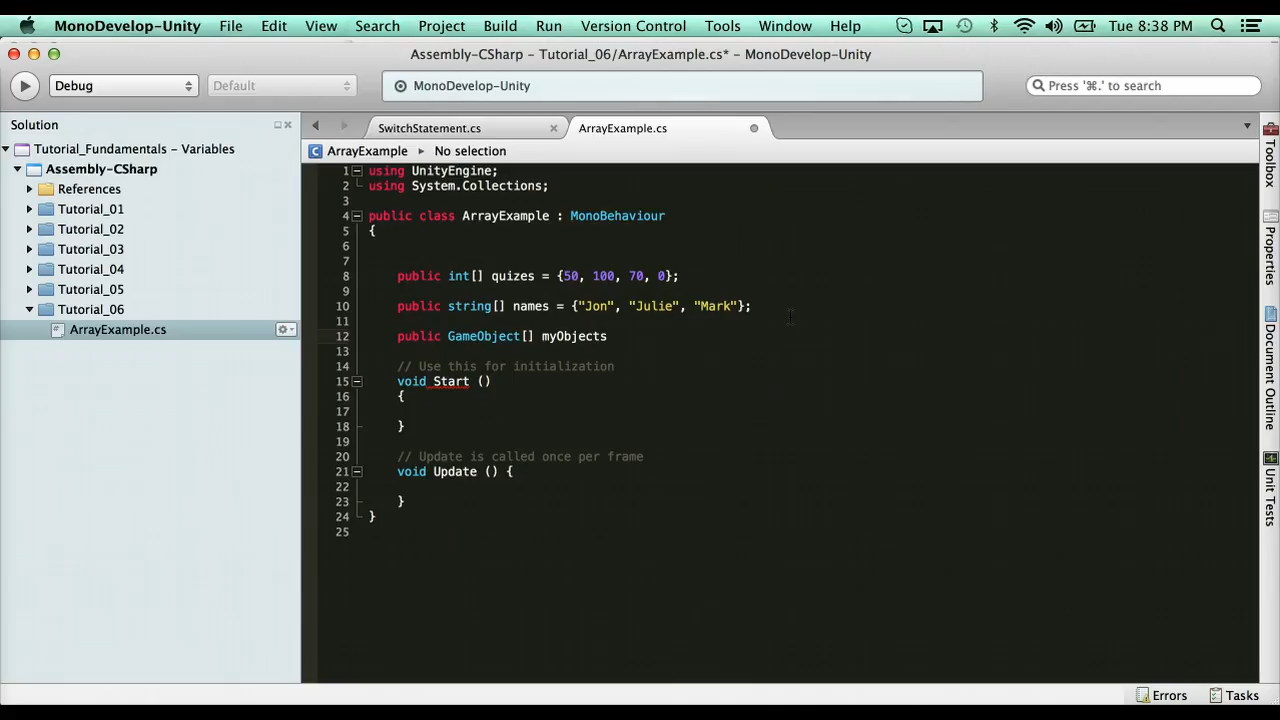 MonoDevelop-Unity File Edit View Search Project Build Run Version Control Tools Window Help Tue 8:38 PM
Assembly-CSharp – Tutorial_06/ArrayExample.cs* – MonoDevelop-Unity
Debug Default MonoDevelop-Unity Press '⌘.' to search
Solution
Tutorial_Fundamentals – Variables
Assembly-CSharp
References
Tutorial_01
Tutorial_02
Tutorial_03
Tutorial_04
Tutorial_05
Tutorial_06
ArrayExample.cs
SwitchStatement.cs ArrayExample.cs
ArrayExample ▸ No selection
1 using UnityEngine;
2 using System.Collections;
3
4 public class ArrayExample : MonoBehaviour
5 {
6
7
8 public int[] quizes = {50, 100, 70, 0};
9
10 public string[] names = {"Jon", "Julie", "Mark"};
11
12 public GameObject[] myObjects
13
14 // Use this for initialization
15 void Start ()
16 {
17
18 }
19
20 // Update is called once per frame
21 void Update () {
22
23 }
24 }
25
Toolbox
Properties
Document Outline
Unit Tests
Errors Tasks